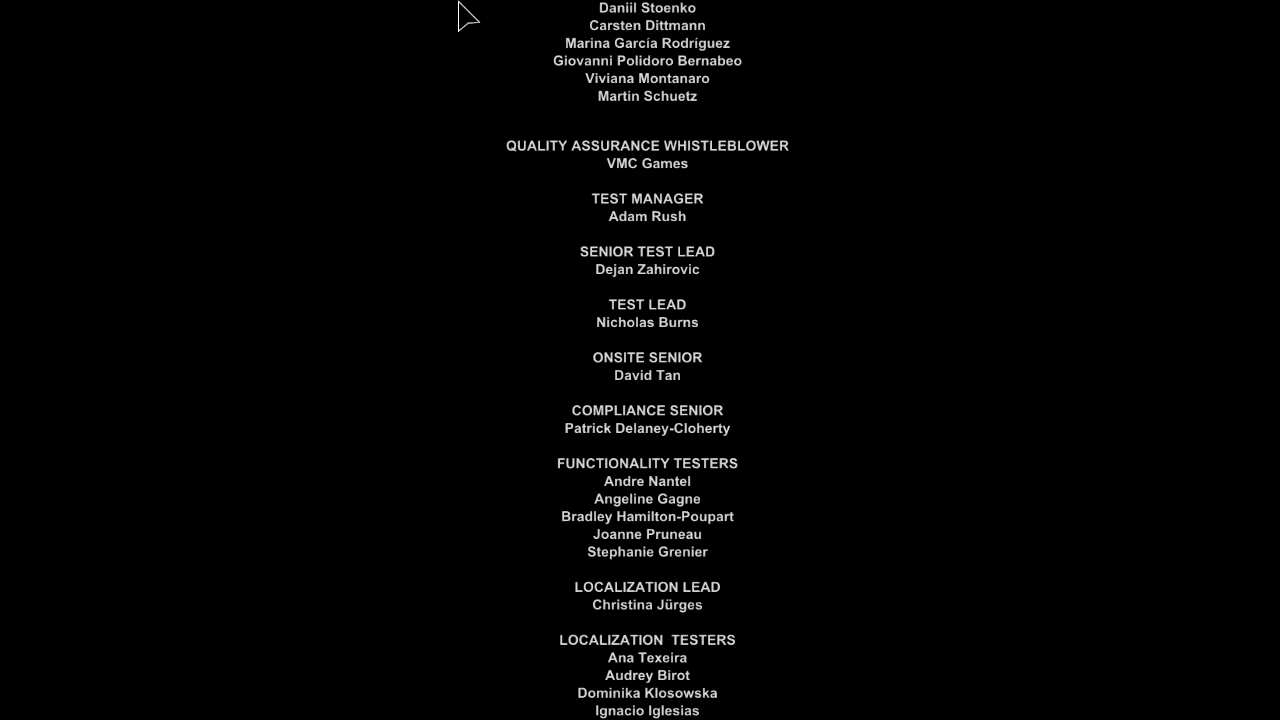 Daniil Stoenko
Carsten Dittmann
Marina García Rodríguez
Giovanni Polidoro Bernabeo
Viviana Montanaro
Martin Schuetz
QUALITY ASSURANCE WHISTLEBLOWER
VMC Games
TEST MANAGER
Adam Rush
SENIOR TEST LEAD
Dejan Zahirovic
TEST LEAD
Nicholas Burns
ONSITE SENIOR
David Tan
COMPLIANCE SENIOR
Patrick Delaney-Cloherty
FUNCTIONALITY TESTERS
Andre Nantel
Angeline Gagne
Bradley Hamilton-Poupart
Joanne Pruneau
Stephanie Grenier
LOCALIZATION LEAD
Christina Jürges
LOCALIZATION  TESTERS
Ana Texeira
Audrey Birot
Dominika Klosowska
Ignacio Iglesias